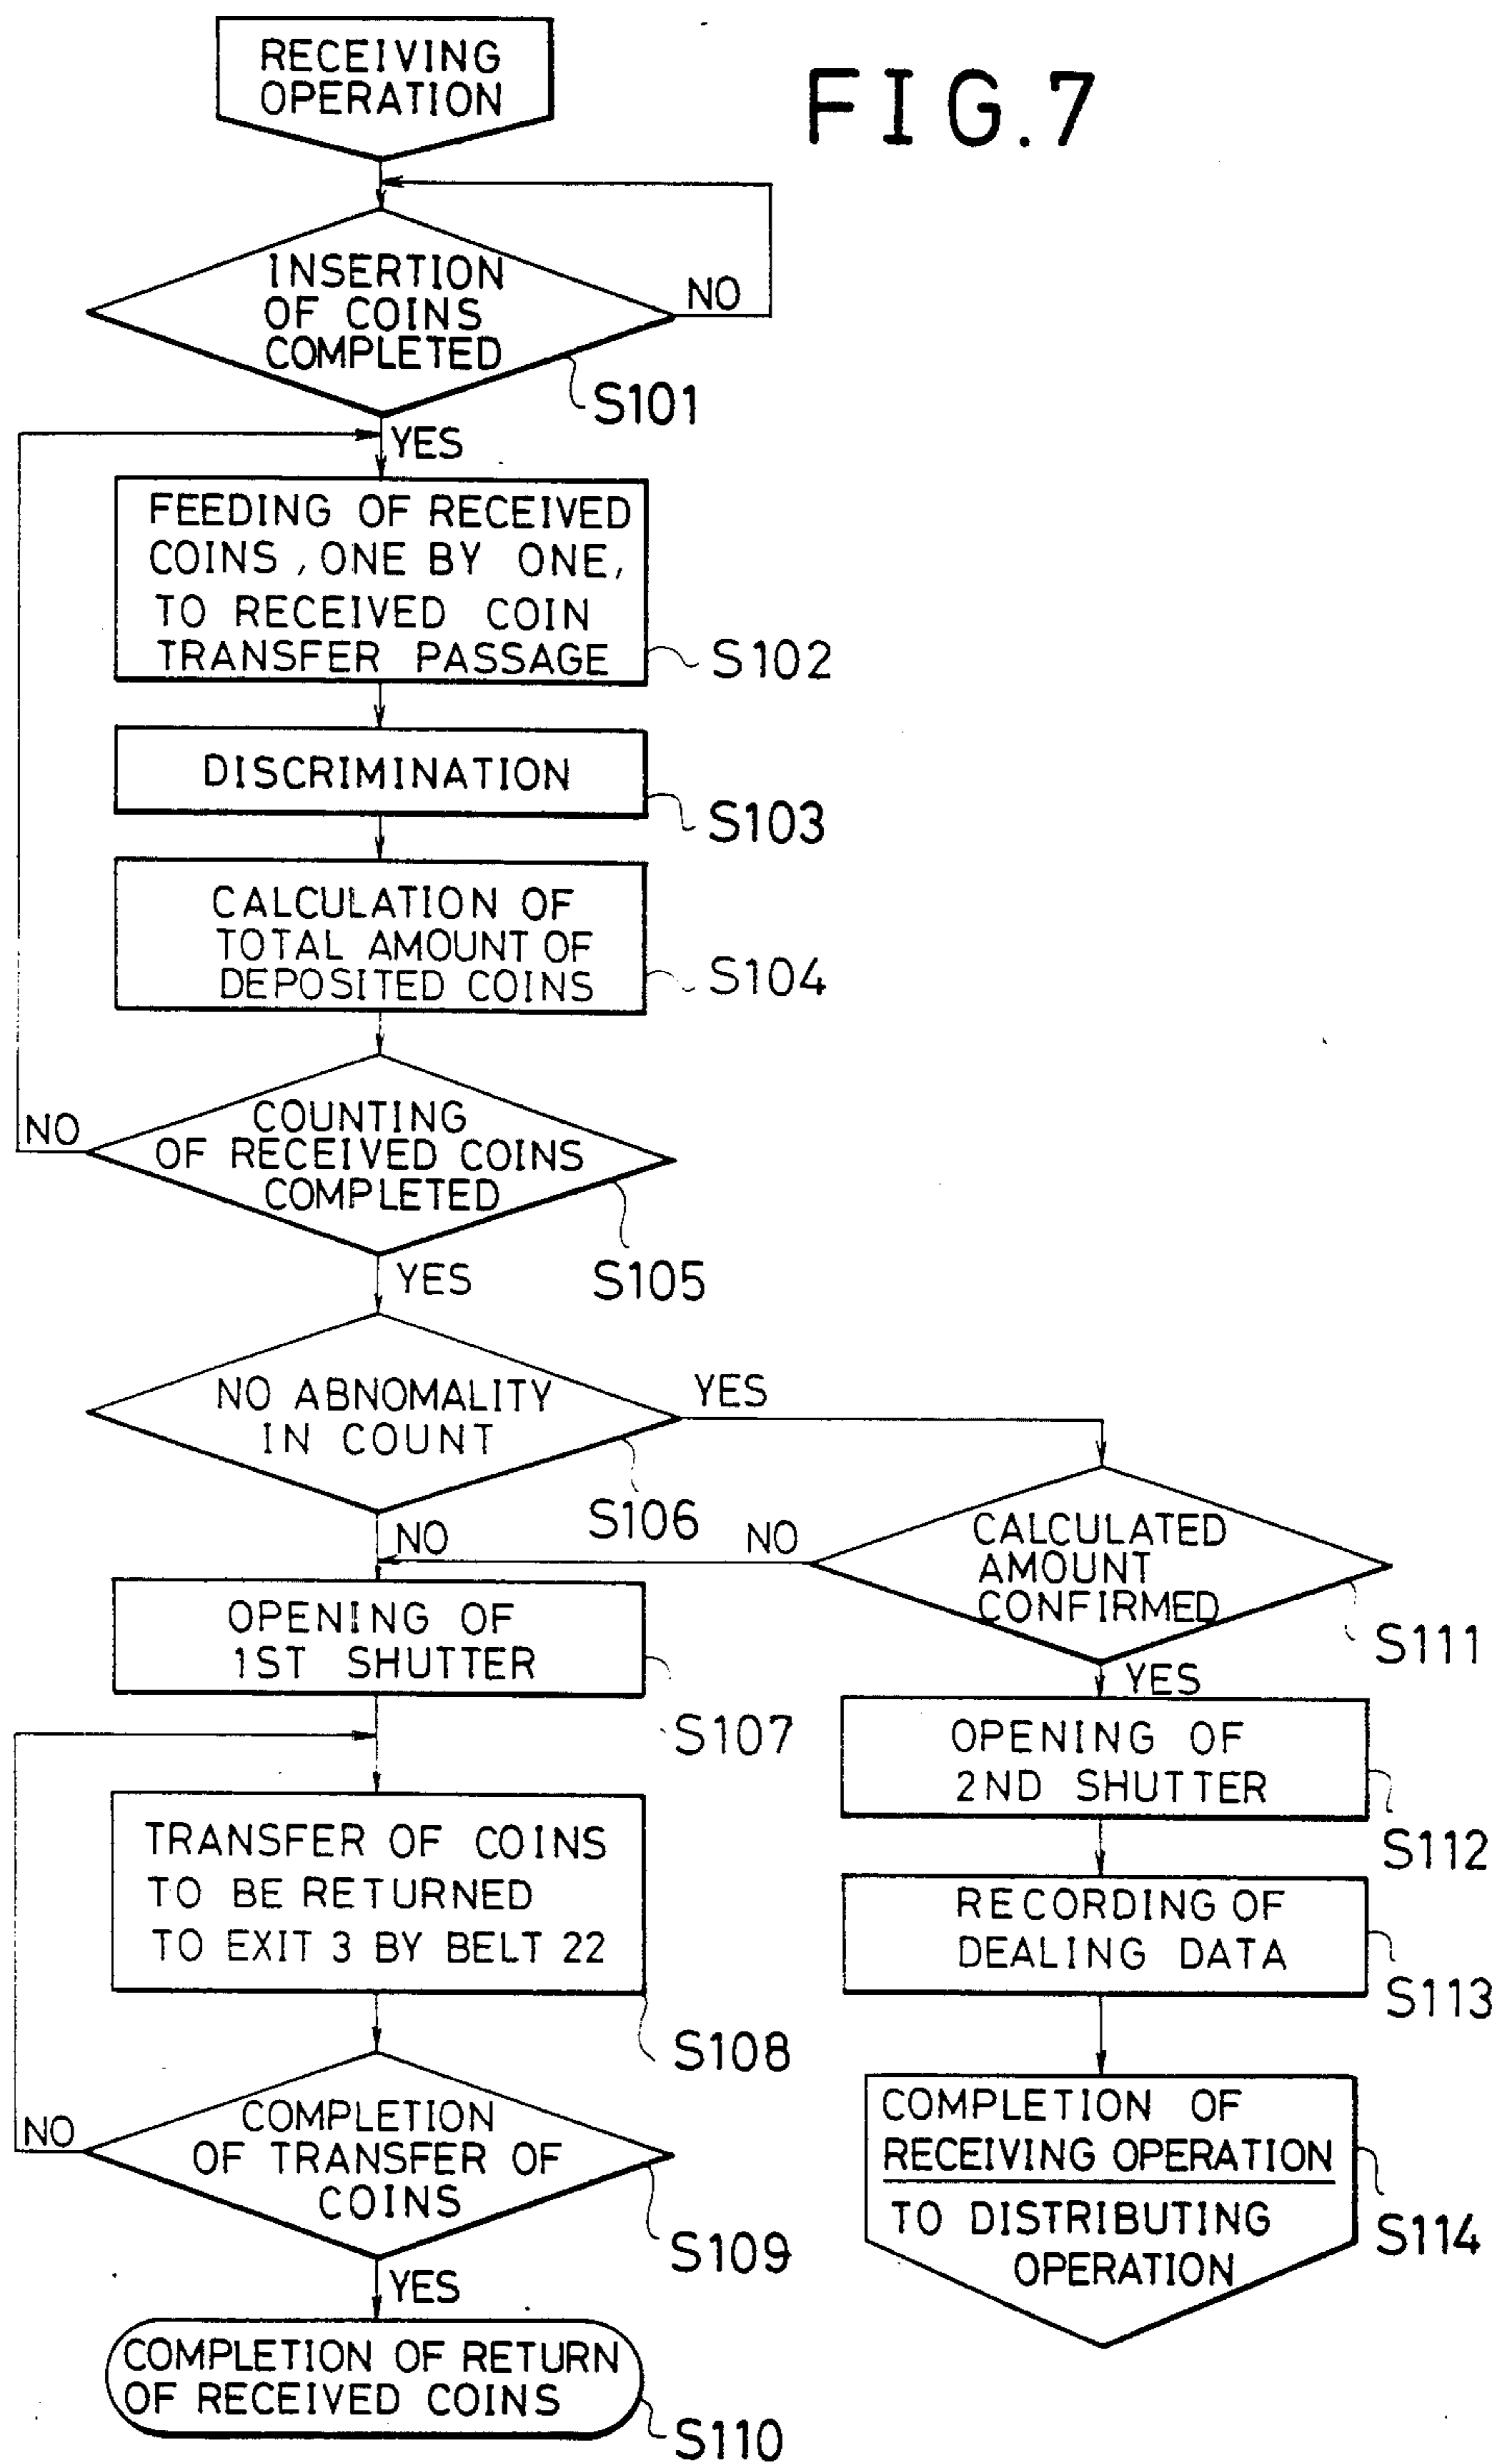 RECEIVING
OPERATION
FIG.7
INSERTION
OF COINS
COMPLETED
NO
S101
YES
FEEDING OF RECEIVED
COINS, ONE BY ONE,
TO RECEIVED COIN
TRANSFER PASSAGE
S102
DISCRIMINATION
S103
CALCULATION OF
TOTAL AMOUNT OF
DEPOSITED COINS
S104
COUNTING
OF RECEIVED COINS
COMPLETED
NO
S105
YES
NO ABNOMALITY
IN COUNT
YES
S106
NO
NO
CALCULATED
AMOUNT
CONFIRMED
S111
OPENING OF
1ST SHUTTER
S107
YES
OPENING OF
2ND SHUTTER
S112
TRANSFER OF COINS
TO BE RETURNED
TO EXIT 3 BY BELT 22
S108
RECORDING OF
DEALING DATA
S113
COMPLETION
OF TRANSFER OF
COINS
NO
S109
COMPLETION OF
RECEIVING OPERATION
TO DISTRIBUTING
OPERATION
S114
YES
COMPLETION OF RETURN
OF RECEIVED COINS
S110